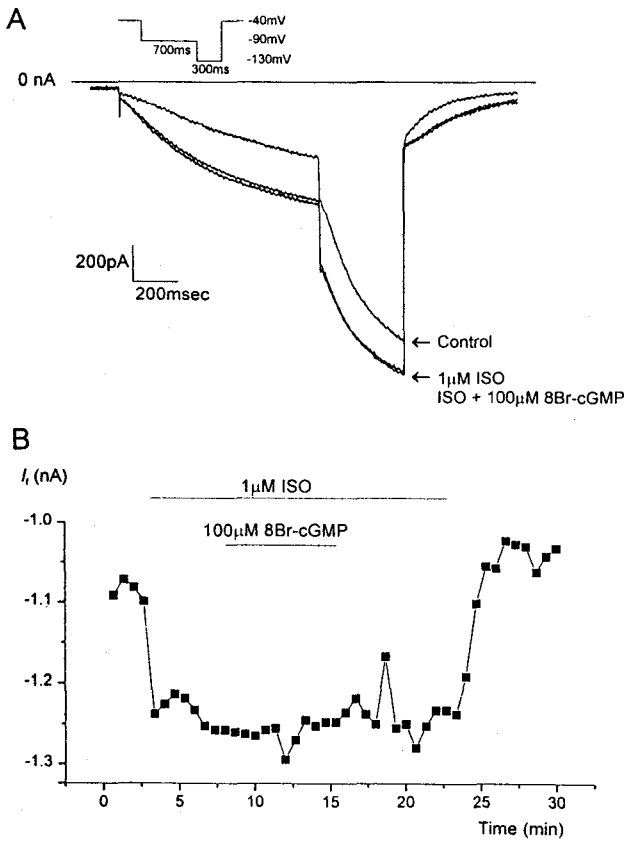 A
-40mV
-90mV
700ms
-130mV
300ms
0 nA
200pA
200msec
← Control
← 1µM ISO
ISO + 100µM 8Br-cGMP
B
If (nA)
1µM ISO
100µM 8Br-cGMP
-1.0
-1.1
-1.2
-1.3
0 5 10 15 20 25 30
Time (min)